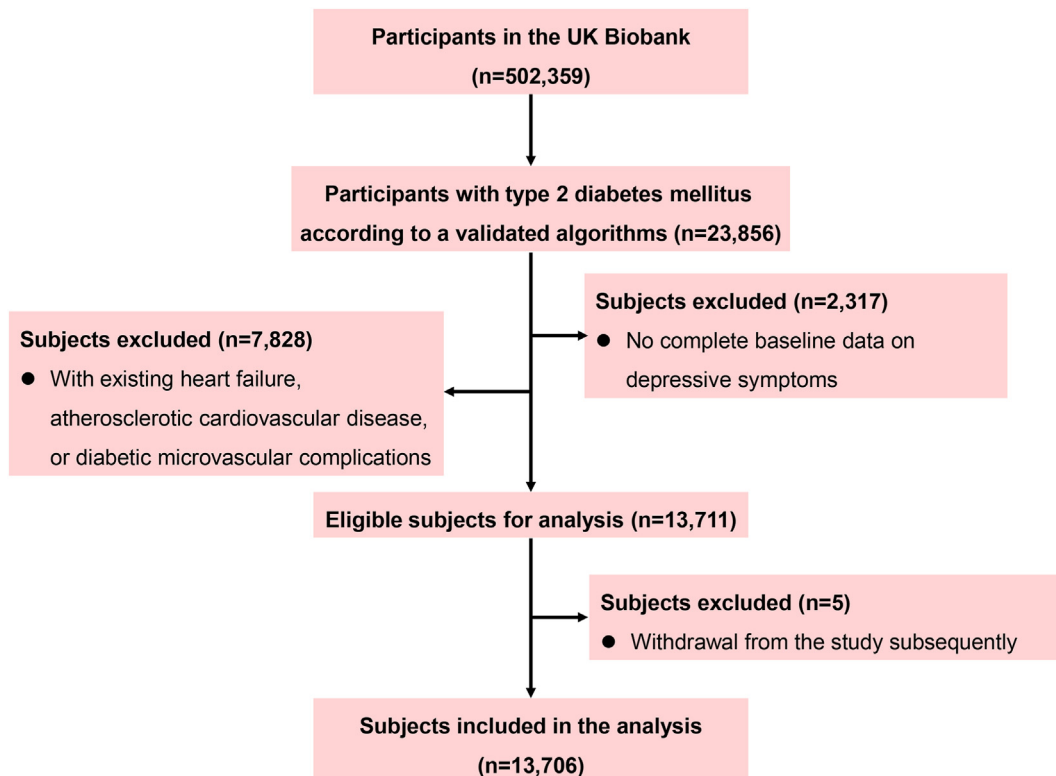 Participants in the UK Biobank
(n=502,359)
Participants with type 2 diabetes mellitus
according to a validated algorithms (n=23,856)
Subjects excluded (n=2,317)
● No complete baseline data on
depressive symptoms
Subjects excluded (n=7,828)
● With existing heart failure,
atherosclerotic cardiovascular disease,
or diabetic microvascular complications
Eligible subjects for analysis (n=13,711)
Subjects excluded (n=5)
● Withdrawal from the study subsequently
Subjects included in the analysis
(n=13,706)